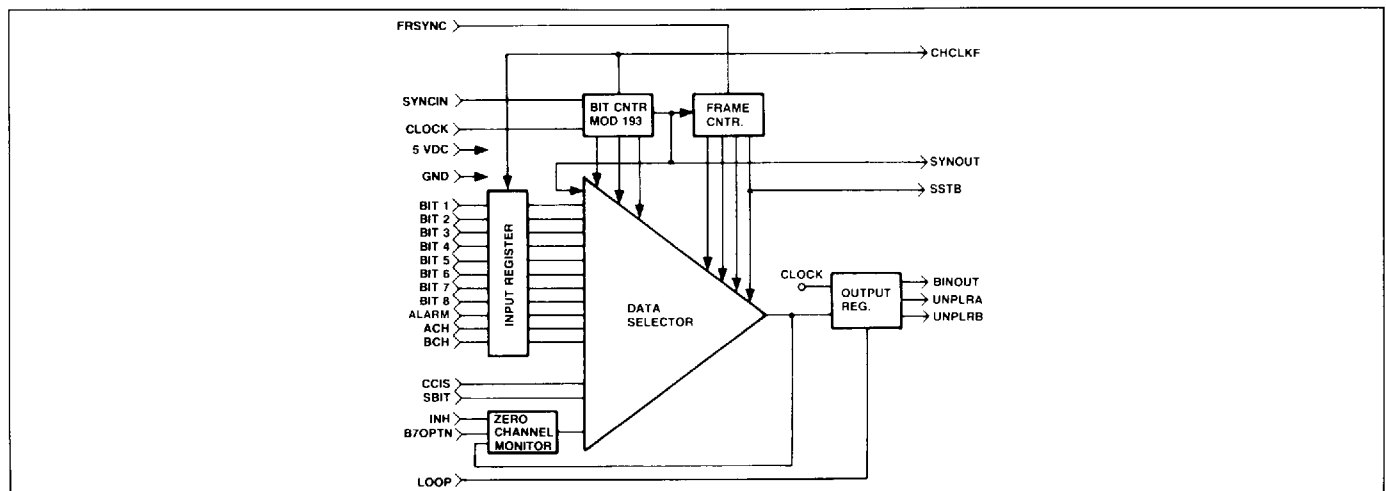 FRSYNC
CHCLKF
SYNCIN
BIT CNTR
MOD 193
FRAME
CNTR.
CLOCK
5 VDC
SYNOUT
GND
SSTB
BIT 1
BIT 2
BIT 3
BIT 4
BIT 5
BIT 6
BIT 7
BIT 8
ALARM
ACH
BCH
INPUT REGISTER
DATA
SELECTOR
CLOCK
OUTPUT
REG.
BINOUT
UNPLRA
UNPLRB
CCIS
SBIT
INH
B7OPTN
ZERO
CHANNEL
MONITOR
LOOP